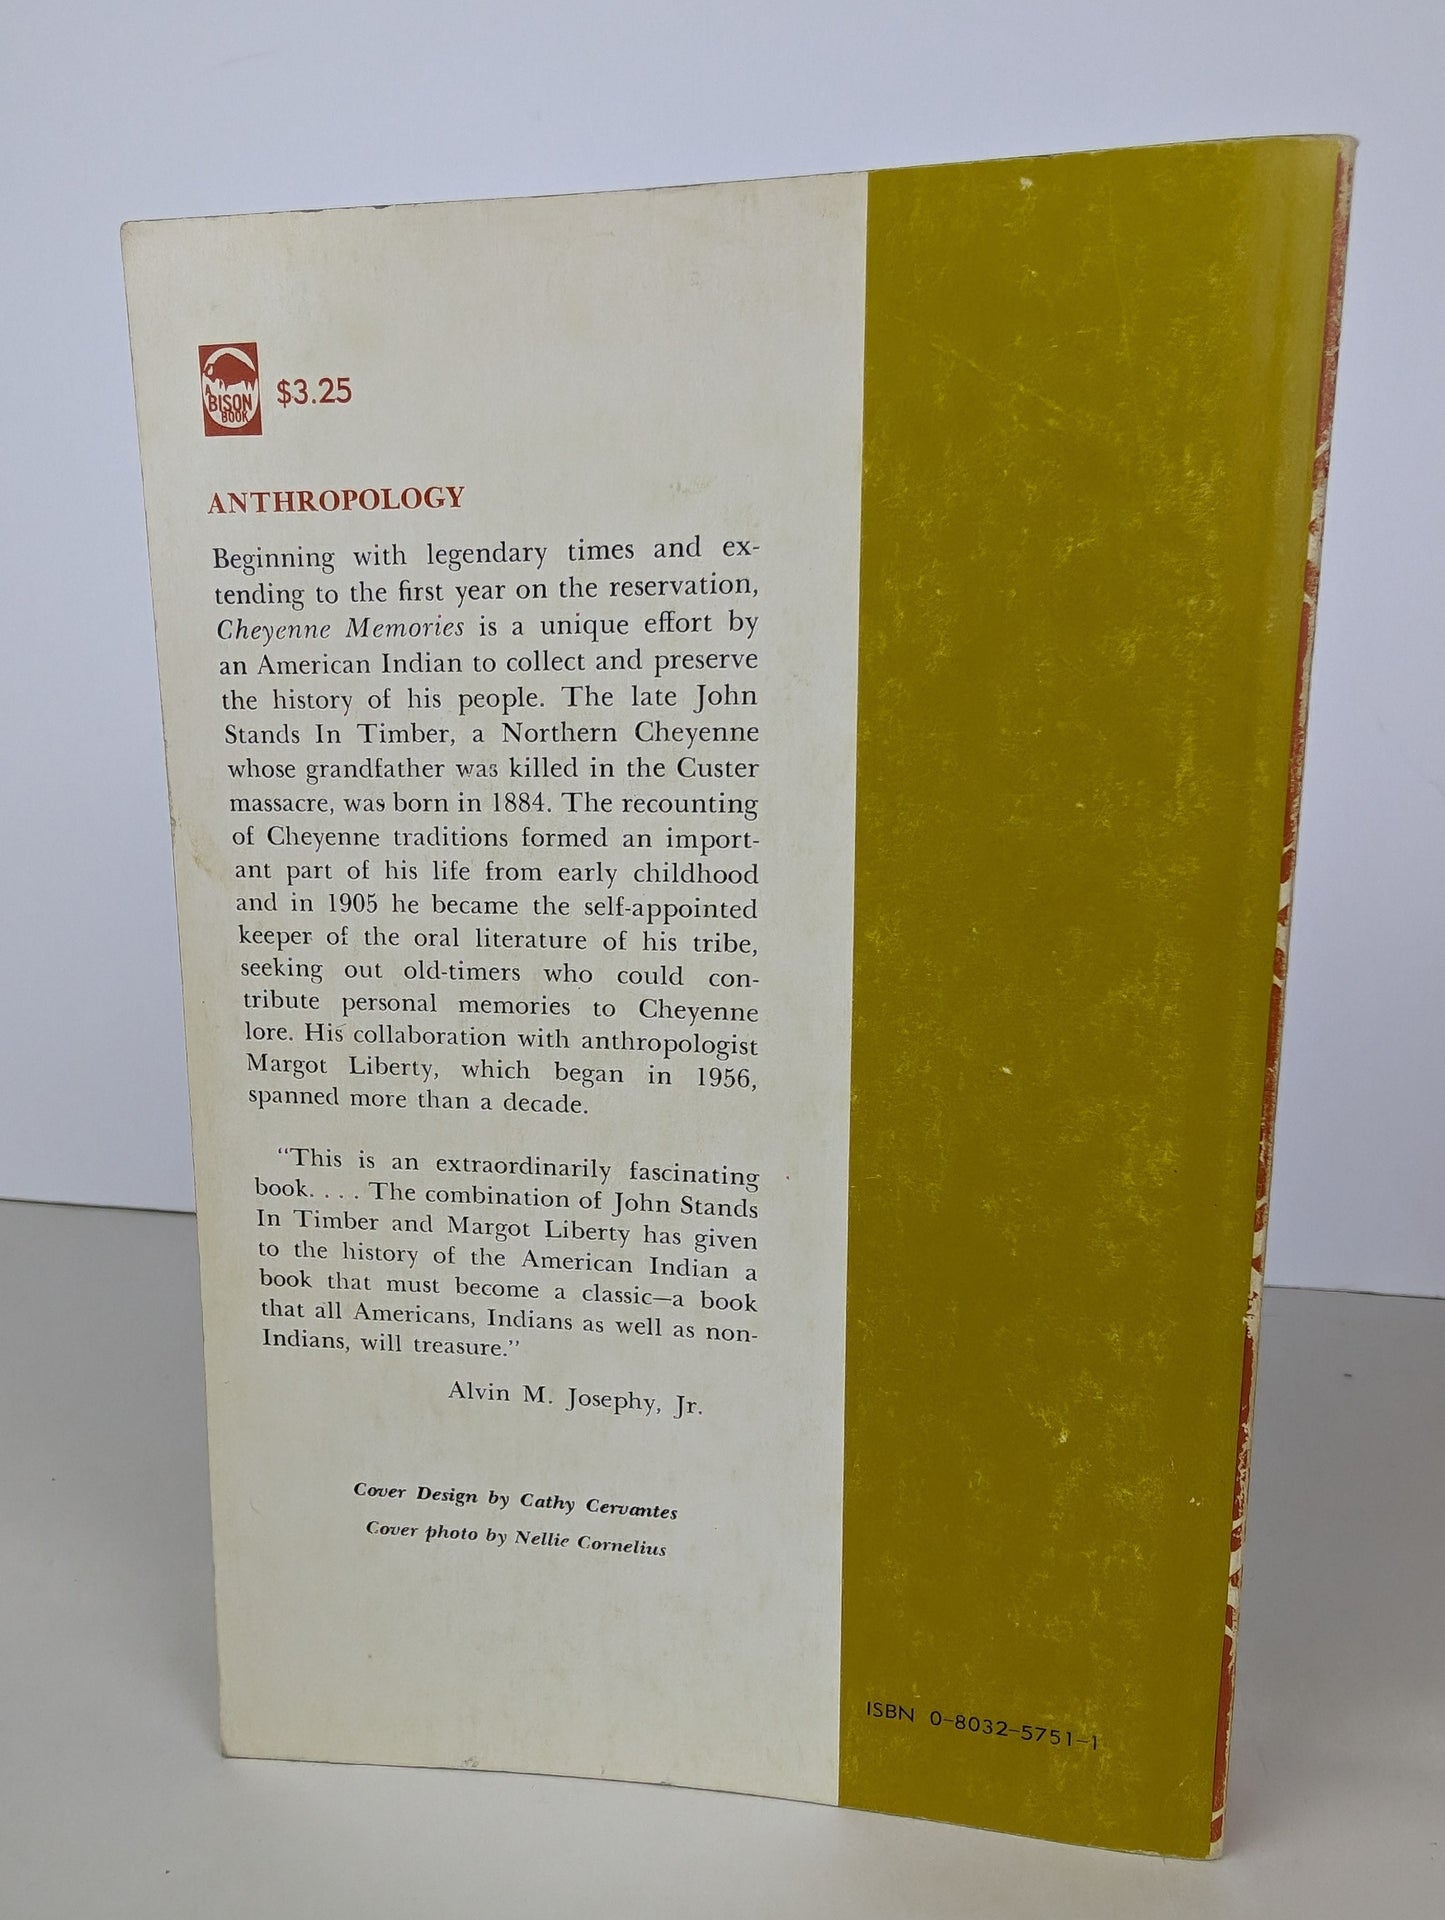 A
BISON
BOOK
$3.25
ANTHROPOLOGY
Beginning with legendary times and ex-
tending to the first year on the reservation,
Cheyenne Memories is a unique effort by
an American Indian to collect and preserve
the history of his people. The late John
Stands In Timber, a Northern Cheyenne
whose grandfather was killed in the Custer
massacre, was born in 1884. The recounting
of Cheyenne traditions formed an import-
ant part of his life from early childhood
and in 1905 he became the self-appointed
keeper of the oral literature of his tribe,
seeking out old-timers who could con-
tribute personal memories to Cheyenne
lore. His collaboration with anthropologist
Margot Liberty, which began in 1956,
spanned more than a decade.
“This is an extraordinarily fascinating
book. . . . The combination of John Stands
In Timber and Margot Liberty has given
to the history of the American Indian a
book that must become a classic—a book
that all Americans, Indians as well as non-
Indians, will treasure.”
Alvin M. Josephy, Jr.
Cover Design by Cathy Cervantes
Cover photo by Nellie Cornelius
ISBN 0-8032-5751-1